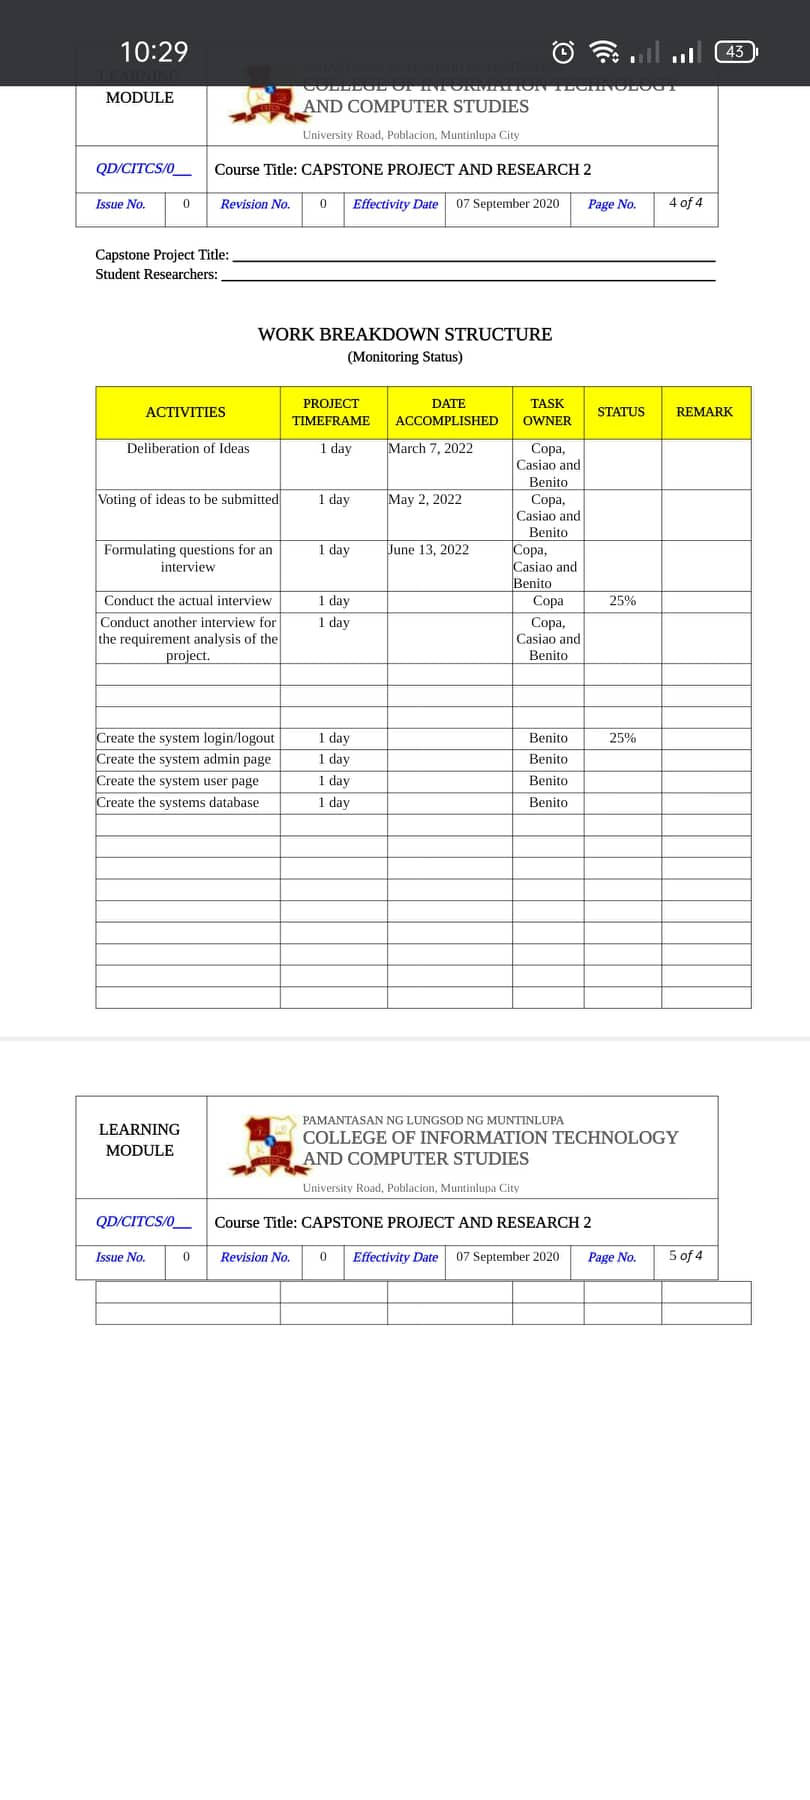 10:29
43
LEARNING
MODULE
COLLEGE OF INFORMATION TECHNOLOGY
AND COMPUTER STUDIES
University Road, Poblacion, Muntinlupa City
QD/CITCS/0__
Course Title: CAPSTONE PROJECT AND RESEARCH 2
Issue No. 0 Revision No. 0 Effectivity Date 07 September 2020 Page No. 4 of 4
Capstone Project Title:
Student Researchers:
WORK BREAKDOWN STRUCTURE
(Monitoring Status)
ACTIVITIES
PROJECT
TIMEFRAME
DATE
ACCOMPLISHED
TASK
OWNER
STATUS
REMARK
Deliberation of Ideas 1 day March 7, 2022 Copa,
Casiao and
Benito
Voting of ideas to be submitted 1 day May 2, 2022 Copa,
Casiao and
Benito
Formulating questions for an 1 day June 13, 2022 Copa,
interview Casiao and
Benito
Conduct the actual interview 1 day Copa 25%
Conduct another interview for 1 day Copa,
the requirement analysis of the Casiao and
project. Benito
Create the system login/logout 1 day Benito 25%
Create the system admin page 1 day Benito
Create the system user page 1 day Benito
Create the systems database 1 day Benito
LEARNING
MODULE
PAMANTASAN NG LUNGSOD NG MUNTINLUPA
COLLEGE OF INFORMATION TECHNOLOGY
AND COMPUTER STUDIES
University Road, Poblacion, Muntinlupa City
QD/CITCS/0__
Course Title: CAPSTONE PROJECT AND RESEARCH 2
Issue No. 0 Revision No. 0 Effectivity Date 07 September 2020 Page No. 5 of 4